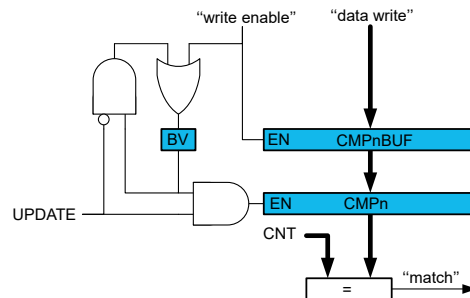 “write enable”
“data write”
BV
EN
CMPnBUF
EN
CMPn
UPDATE
CNT
=
“match”